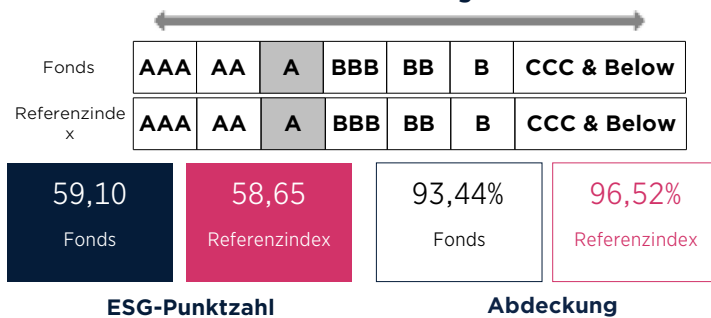 Fonds AAA AA A BBB BB B CCC & Below
Referenzinde
x
AAA AA A BBB BB B CCC & Below
59,10 58,65 93,44% 96,52%
Fonds Referenzindex Fonds Referenzindex
ESG-Punktzahl Abdeckung